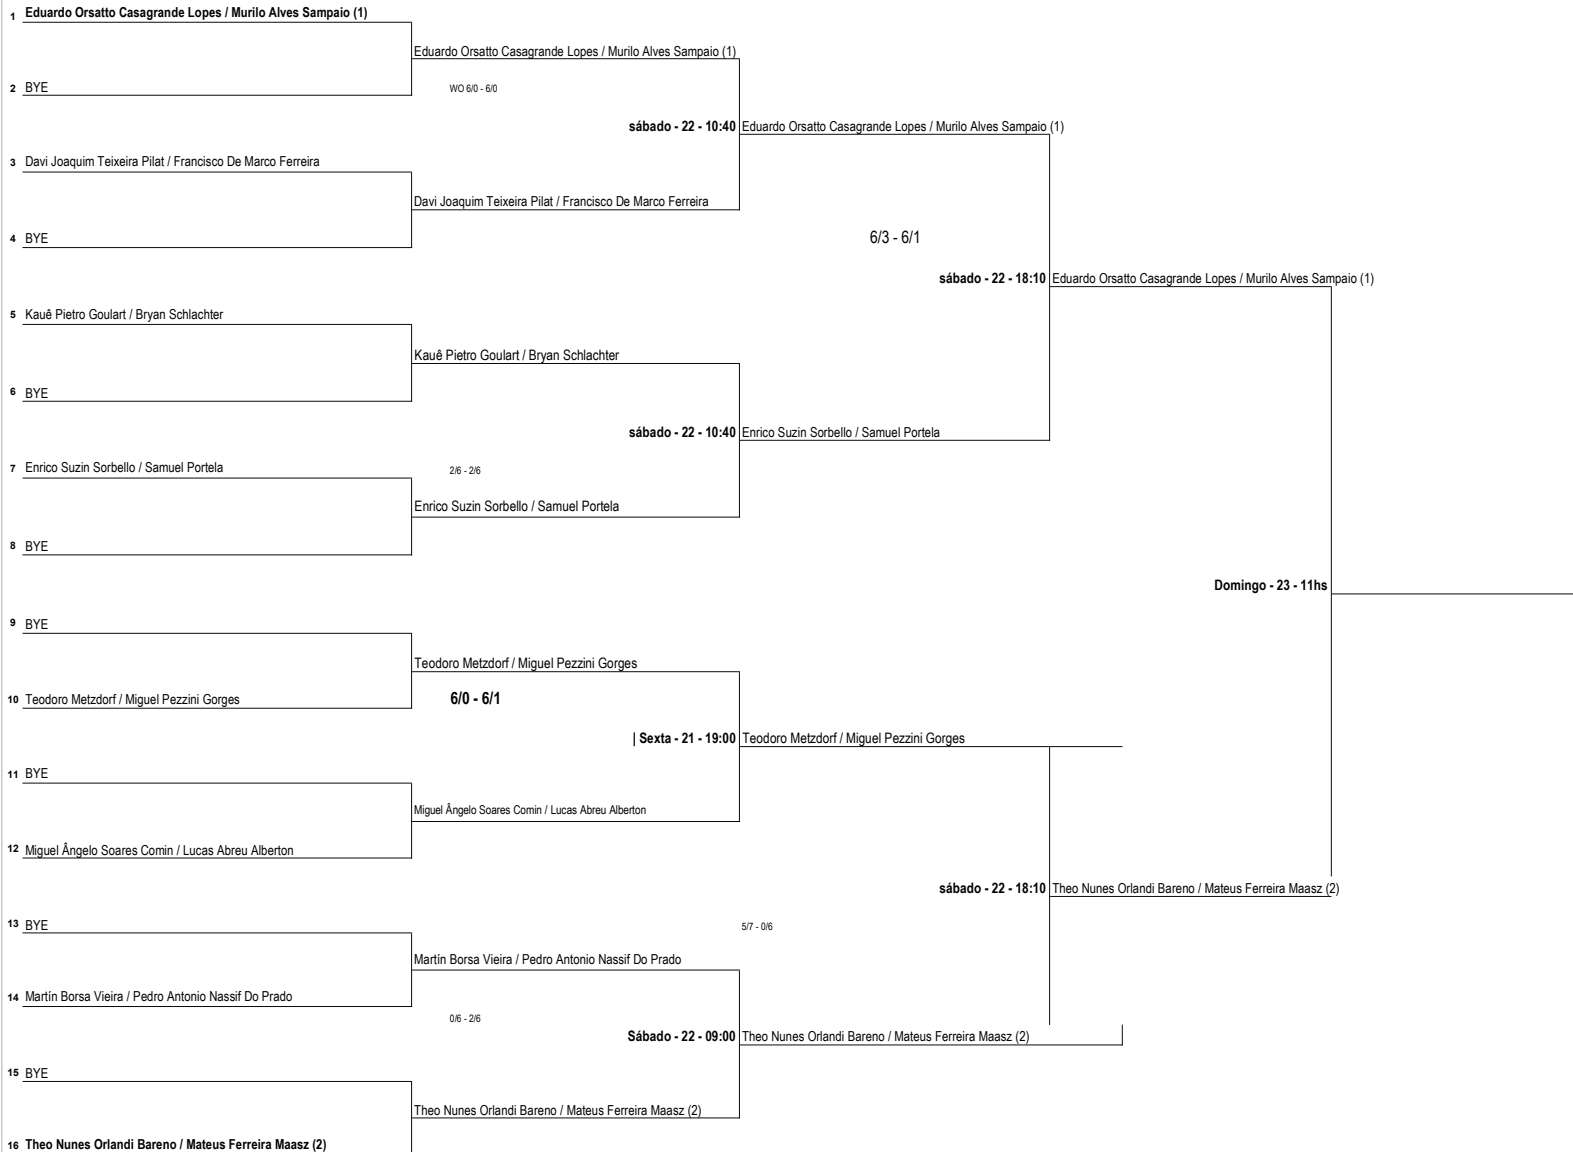 1 Eduardo Orsatto Casagrande Lopes / Murilo Alves Sampaio (1)
Eduardo Orsatto Casagrande Lopes / Murilo Alves Sampaio (1)
2 BYE
WO 6/0 - 6/0
sábado - 22 - 10:40 Eduardo Orsatto Casagrande Lopes / Murilo Alves Sampaio (1)
3 Davi Joaquim Teixeira Pilat / Francisco De Marco Ferreira
Davi Joaquim Teixeira Pilat / Francisco De Marco Ferreira
4 BYE
6/3 - 6/1
sábado - 22 - 18:10 Eduardo Orsatto Casagrande Lopes / Murilo Alves Sampaio (1)
5 Kauê Pietro Goulart / Bryan Schlachter
Kauê Pietro Goulart / Bryan Schlachter
6 BYE
sábado - 22 - 10:40 Enrico Suzin Sorbello / Samuel Portela
7 Enrico Suzin Sorbello / Samuel Portela
2/6 - 2/6
Enrico Suzin Sorbello / Samuel Portela
8 BYE
Domingo - 23 - 11hs
9 BYE
Teodoro Metzdorf / Miguel Pezzini Gorges
10 Teodoro Metzdorf / Miguel Pezzini Gorges
6/0 - 6/1
| Sexta - 21 - 19:00 Teodoro Metzdorf / Miguel Pezzini Gorges
11 BYE
Miguel Ângelo Soares Comin / Lucas Abreu Alberton
12 Miguel Ângelo Soares Comin / Lucas Abreu Alberton
sábado - 22 - 18:10 Theo Nunes Orlandi Bareno / Mateus Ferreira Maasz (2)
13 BYE
5/7 - 0/6
Martín Borsa Vieira / Pedro Antonio Nassif Do Prado
14 Martín Borsa Vieira / Pedro Antonio Nassif Do Prado
0/6 - 2/6
Sábado - 22 - 09:00 Theo Nunes Orlandi Bareno / Mateus Ferreira Maasz (2)
15 BYE
Theo Nunes Orlandi Bareno / Mateus Ferreira Maasz (2)
16 Theo Nunes Orlandi Bareno / Mateus Ferreira Maasz (2)